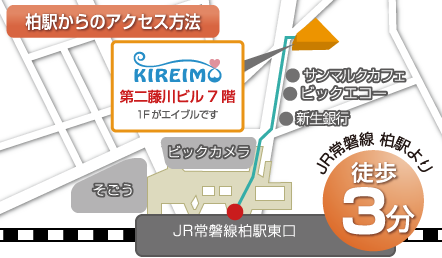 柏駅からのアクセス方法
KIREIMO
第二藤川ビル7階
1Fがエイブルです
サンマルクカフェ
ビックエコー
新生銀行
ビックカメラ
そごう
JR常磐線 柏駅より
徒歩
3分
JR常磐線柏駅東口